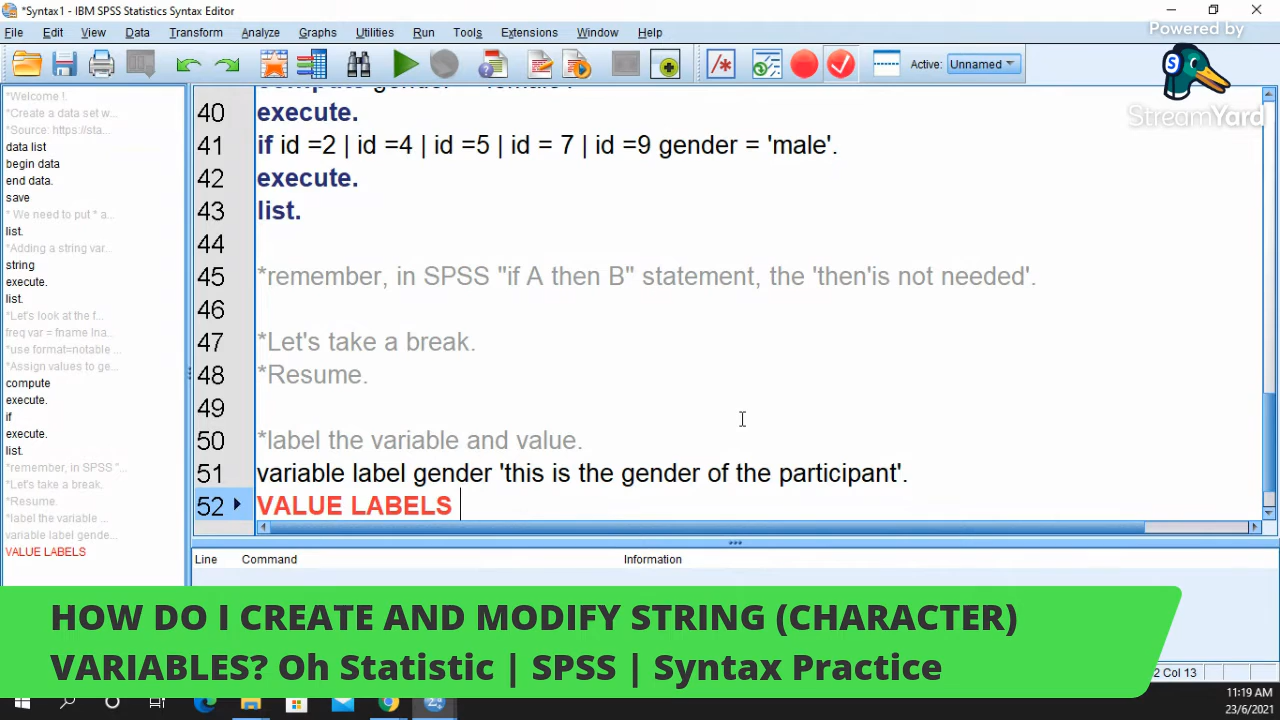 *Syntax1 - IBM SPSS Statistics Syntax Editor
File Edit View Data Transform Analyze Graphs Utilities Run Tools Extensions Window Help
Powered by
StreamYard
Active: Unnamed
*Welcome !.
*Create a data set w...
*Source: https://sta...
data list
begin data
end data.
save
* We need to put * a...
list.
*Adding a string var...
string
execute.
list.
*Let's look at the f...
freq var = fname lna...
*use format=notable ...
*Assign values to ge...
compute
execute.
if
execute.
list.
*remember, in SPSS "...
*Let's take a break.
*Resume.
*label the variable ...
variable label gende...
VALUE LABELS
40 execute.
41 if id =2 | id =4 | id =5 | id = 7 | id =9 gender = 'male'.
42 execute.
43 list.
44
45 *remember, in SPSS "if A then B" statement, the 'then'is not needed'.
46
47 *Let's take a break.
48 *Resume.
49
50 *label the variable and value.
51 variable label gender 'this is the gender of the participant'.
52 VALUE LABELS
Line Command Information
HOW DO I CREATE AND MODIFY STRING (CHARACTER)
VARIABLES? Oh Statistic | SPSS | Syntax Practice
2 Col 13
11:19 AM
23/6/2021